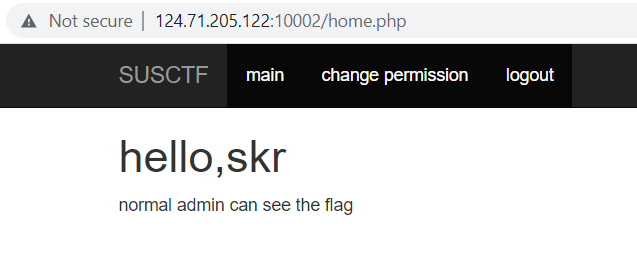 Not secure | 124.71.205.122:10002/home.php
SUSCTF main change permission logout
hello,skr
normal admin can see the flag